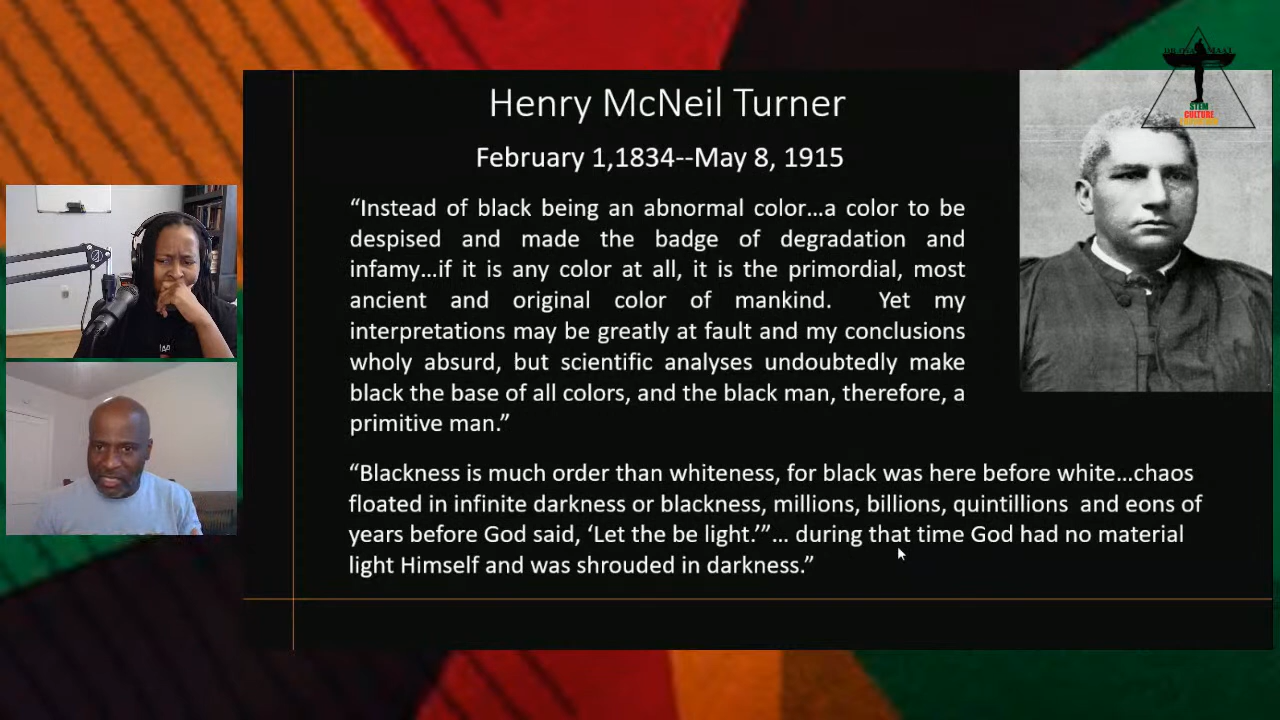 Henry McNeil Turner
February 1,1834--May 8, 1915
“Instead of black being an abnormal color…a color to be
despised and made the badge of degradation and
infamy…if it is any color at all, it is the primordial, most
ancient and original color of mankind. Yet my
interpretations may be greatly at fault and my conclusions
wholy absurd, but scientific analyses undoubtedly make
black the base of all colors, and the black man, therefore, a
primitive man.”
“Blackness is much order than whiteness, for black was here before white…chaos
floated in infinite darkness or blackness, millions, billions, quintillions and eons of
years before God said, ‘Let the be light.’”… during that time God had no material
light Himself and was shrouded in darkness.”
STEM
CULTURE